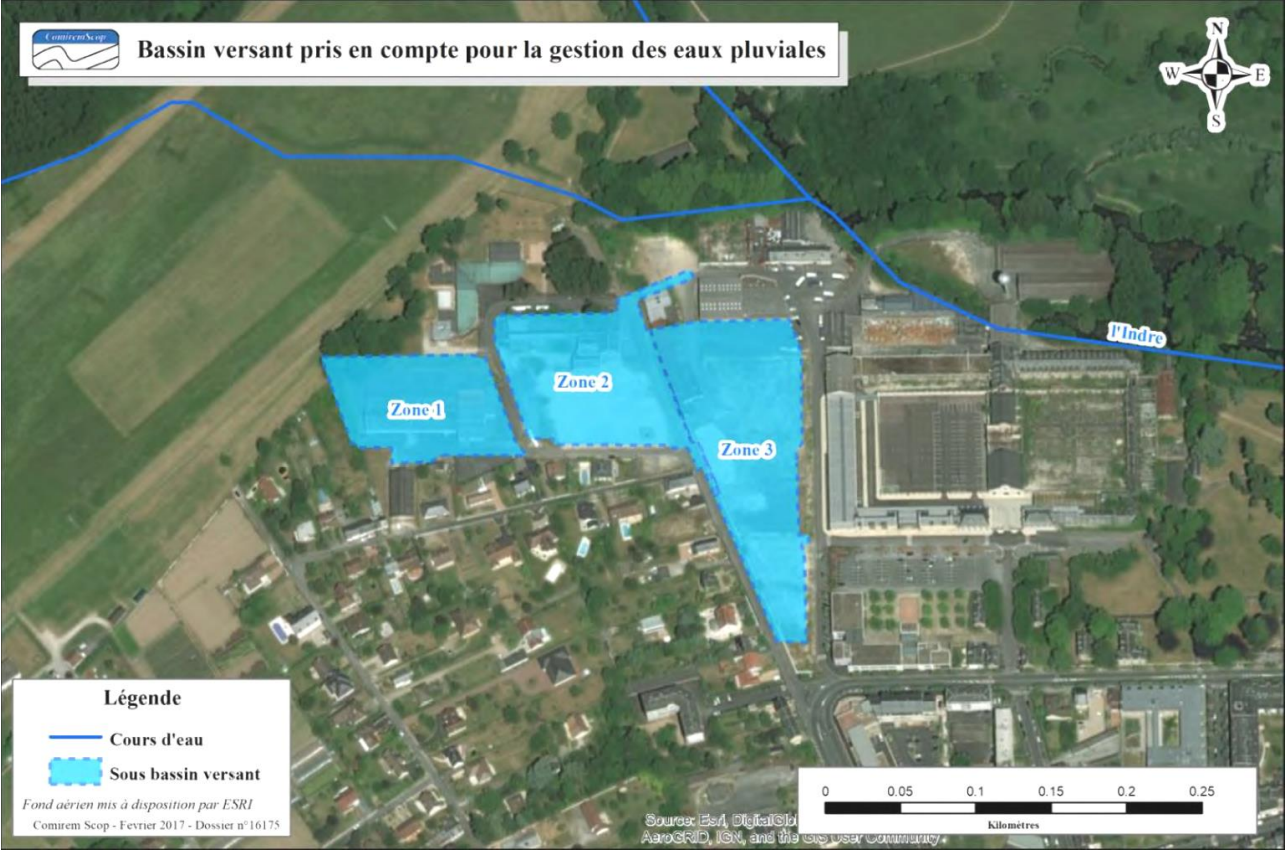 ComiremScop
Bassin versant pris en compte pour la gestion des eaux pluviales
N
W E
S
l'Indre
Zone 1
Zone 2
Zone 3
Légende
Cours d'eau
Sous bassin versant
Fond aérien mis à disposition par ESRI
Comirem Scop - Fevrier 2017 - Dossier n°16175
0 0.05 0.1 0.15 0.2 0.25
Kilomètres
Source: Esri, DigitalGlo
AeroGRID, IGN, and the GIS User Community